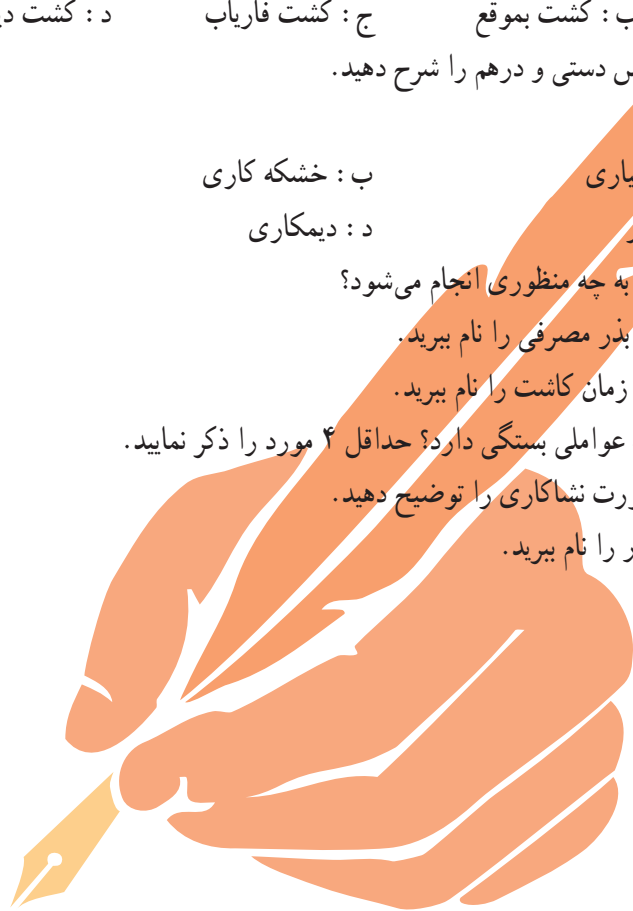 ب : کشت بموقع ج : کشت فاریاب د : کشت
دستی و درهم را شرح دهید.
ب : خشکه کاری
د : دیمکاری
به چه منظوری انجام می‌شود؟
بذر مصرفی را نام ببرید.
زمان کاشت را نام ببرید.
عواملی بستگی دارد؟ حداقل ۴ مورد را ذکر نمایید.
نشاکاری را توضیح دهید.
را نام ببرید.